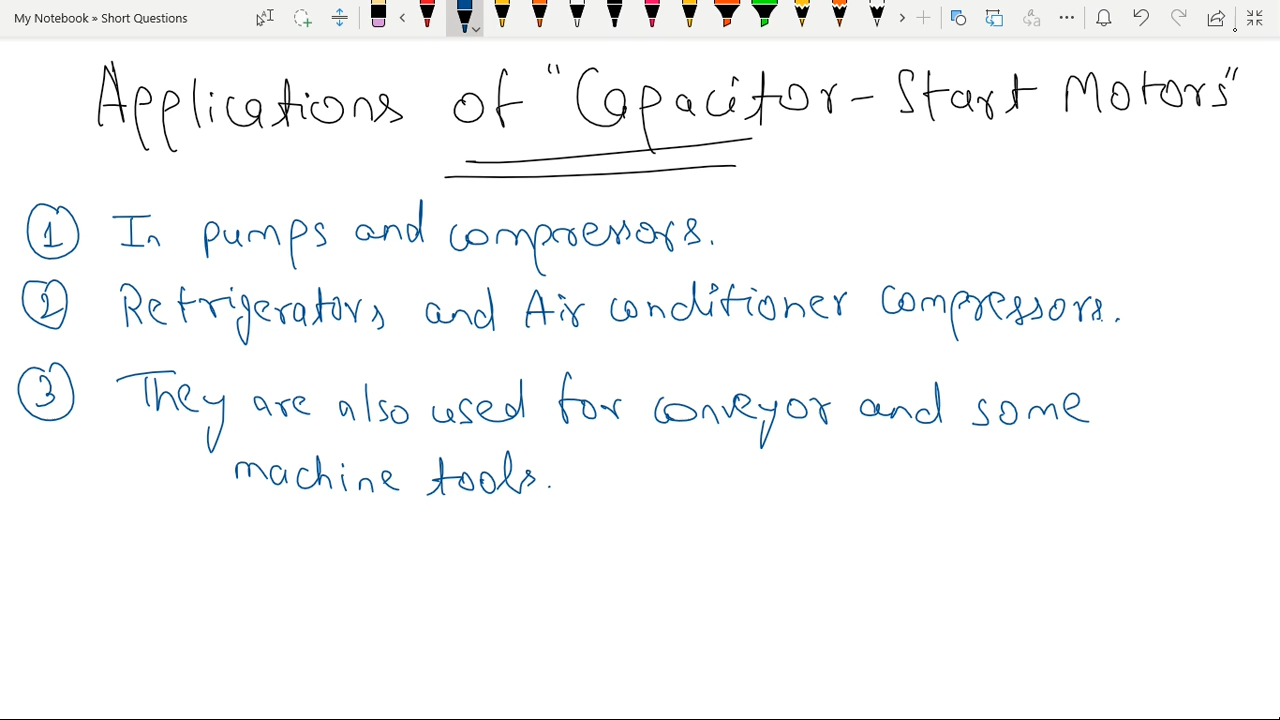 My Notebook » Short Questions
Applications of "Capacitor-Start Motors"
1 In pumps and compressors.
2 Refrigerators and Air conditioner compressors.
3 They are also used for conveyor and some
machine tools.